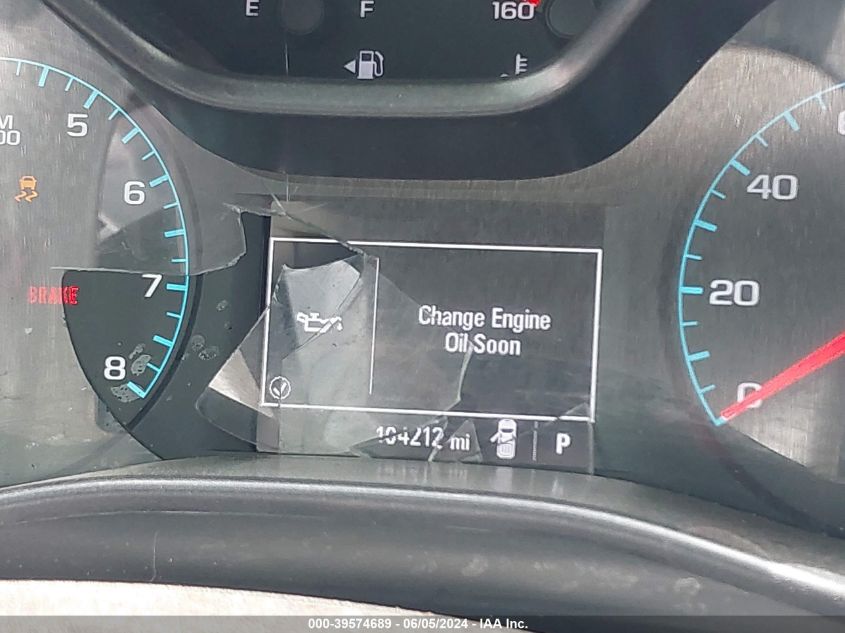 E F 160
5
6
7
8
BRAKE
40
20
0
Change Engine
Oil Soon
104212 mi P
000-39574689 - 06/05/2024 - IAA Inc.